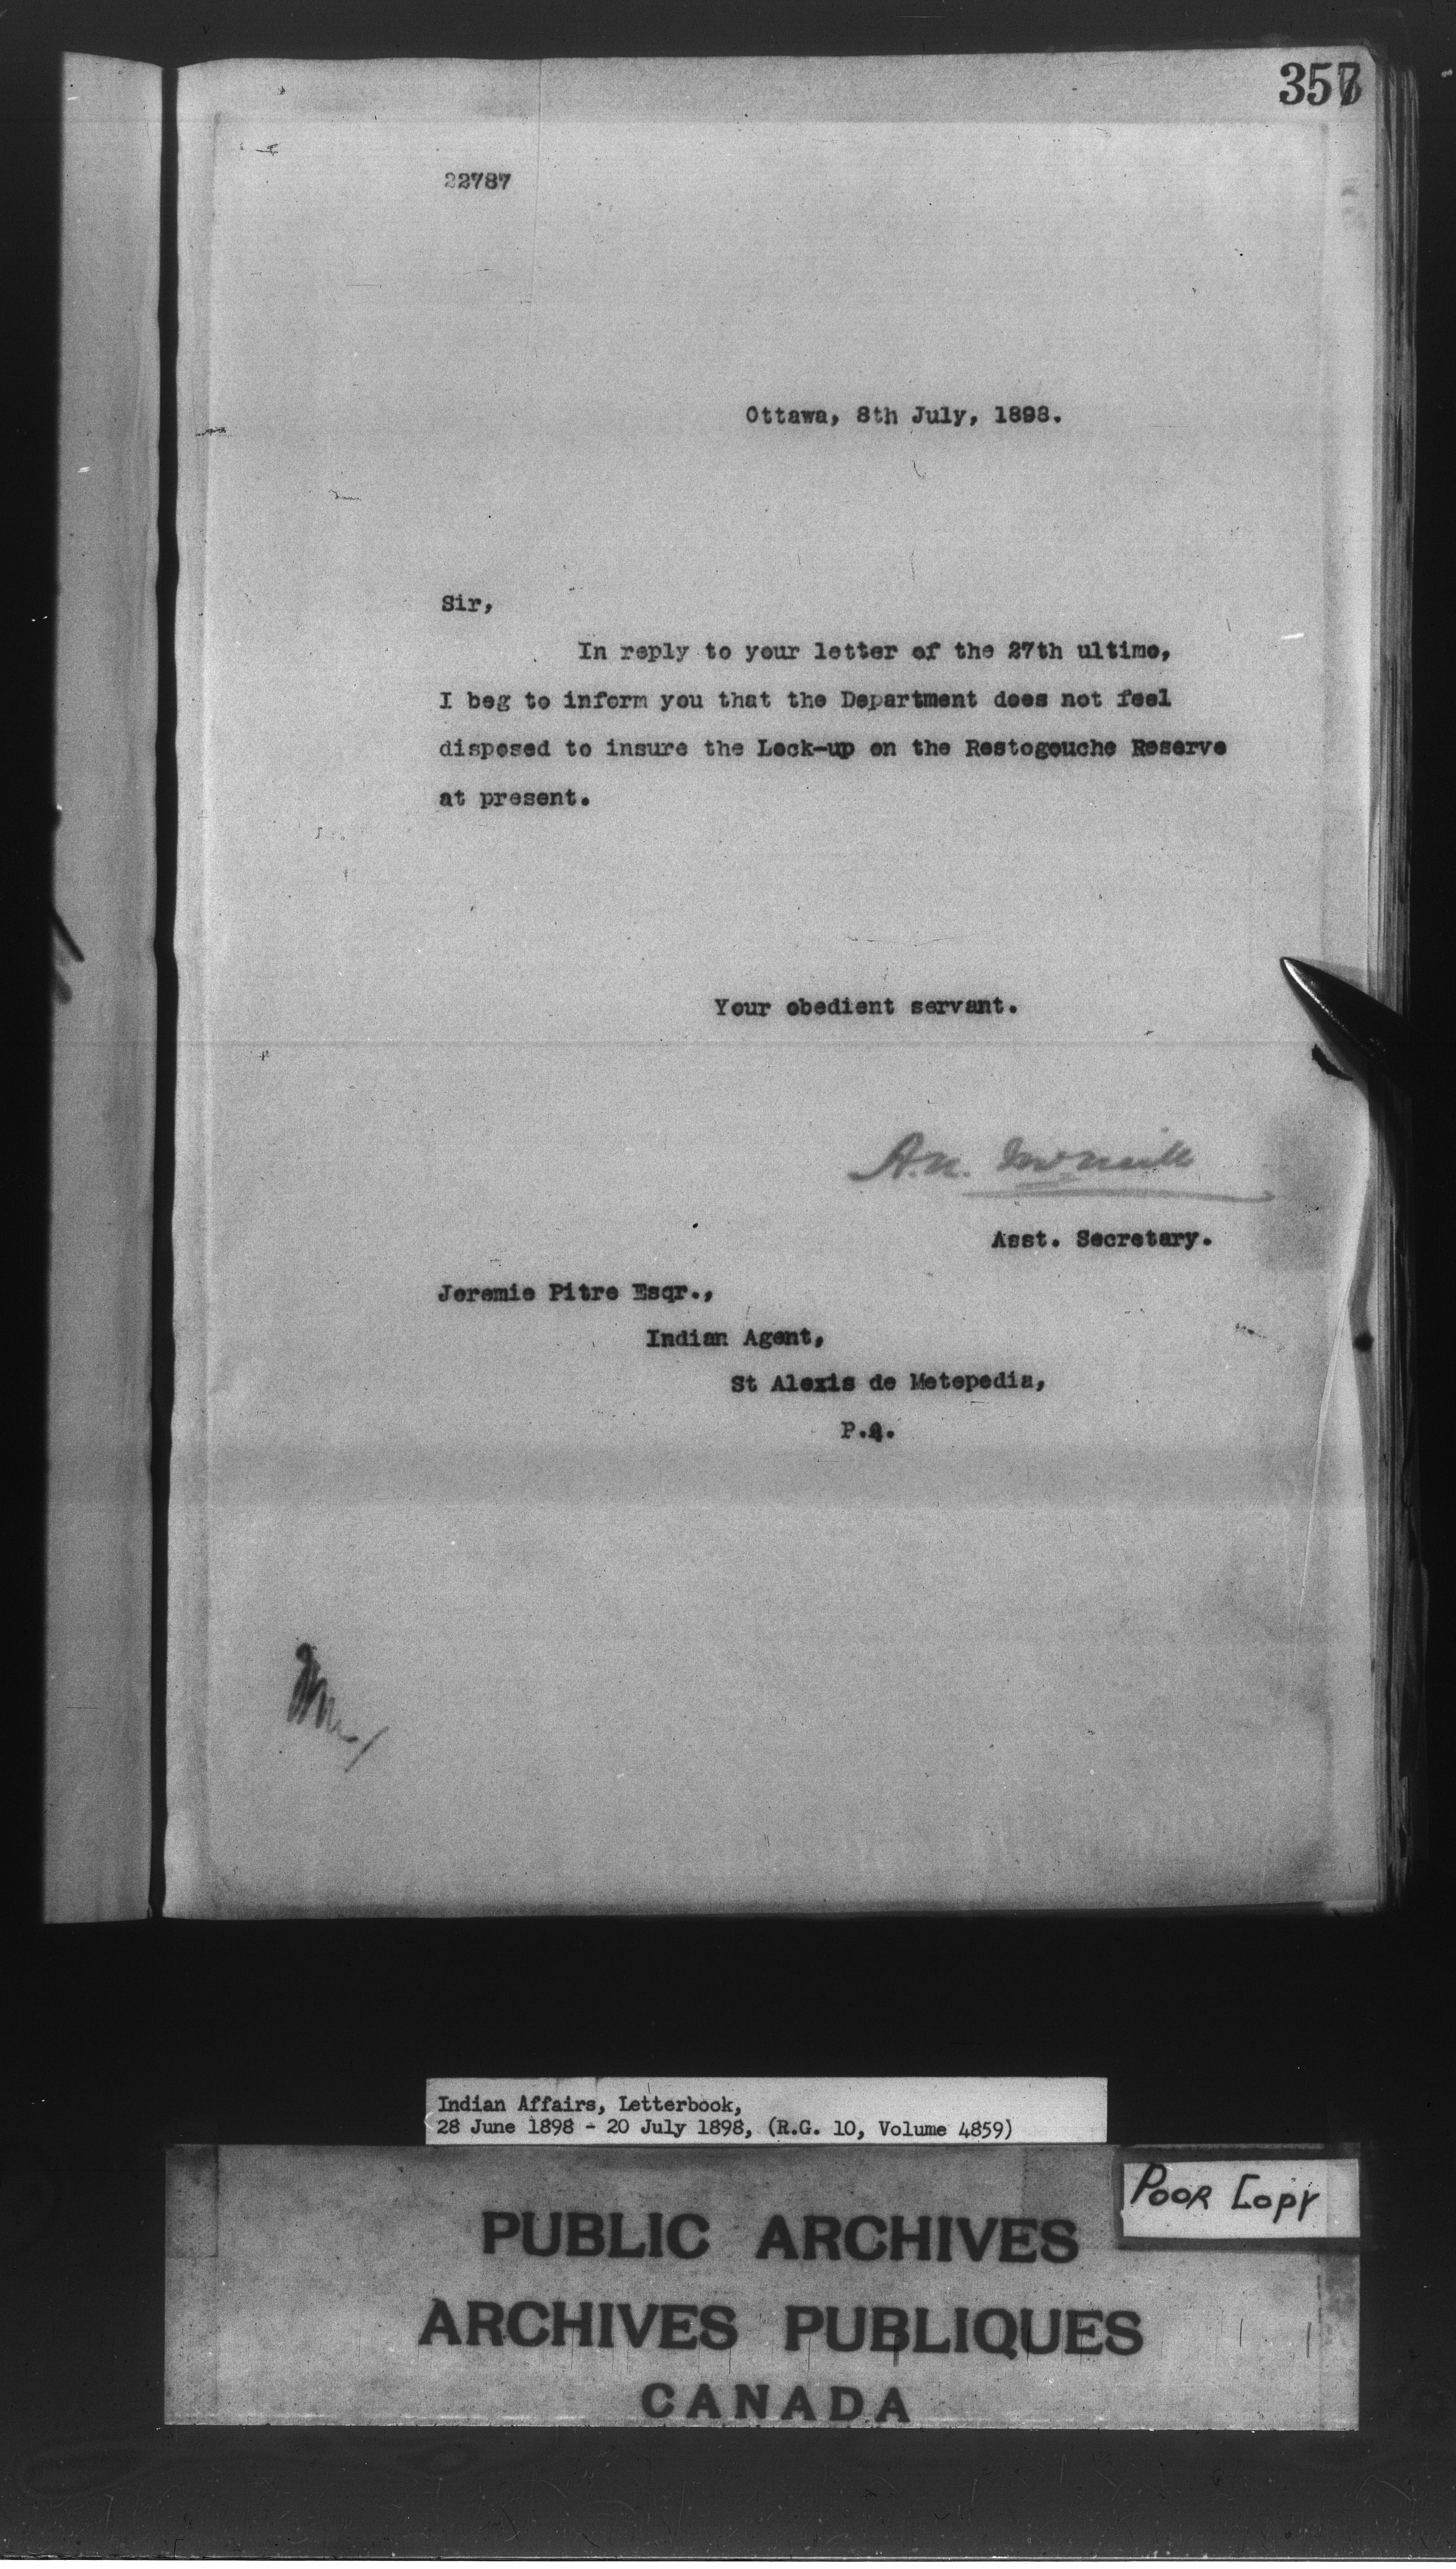 357
22787
Ottawa, 8th July, 1898.
Sir,
In reply to your letter of the 27th ultimo,
I beg to inform you that the Department does not feel
disposed to insure the Lock-up on the Restogouche Reserve
at present.
Your obedient servant.
A.N. McNeill
Asst. Secretary.
Jeremie Pitre Esqr.,
Indian Agent,
St Alexis de Metepedia,
P.Q.
Indian Affairs, Letterbook,
28 June 1898 - 20 July 1898, (R.G. 10, Volume 4859)
POOR COPY
PUBLIC ARCHIVES
ARCHIVES PUBLIQUES
CANADA